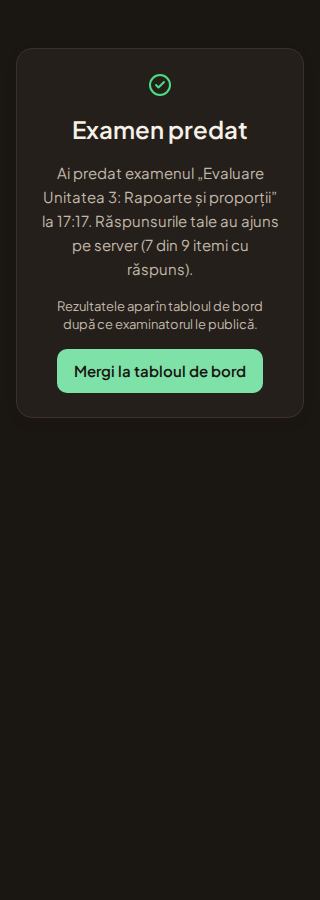 Examen predat
Ai predat examenul „Evaluare
Unitatea 3: Rapoarte și proporții”
la 17:17. Răspunsurile tale au ajuns
pe server (7 din 9 itemi cu
răspuns).
Rezultatele apar în tabloul de bord
după ce examinatorul le publică.
Mergi la tabloul de bord